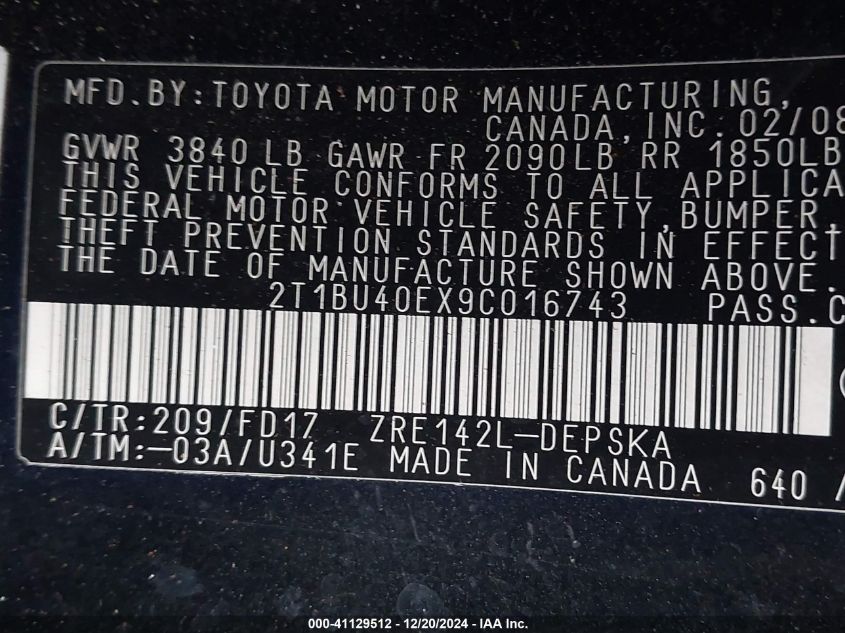 MFD.BY:TOYOTA MOTOR MANUFACTURING,
CANADA,INC. 02/08
GVWR 3840 LB GAWR FR 2090LB RR 1850LB
THIS VEHICLE CONFORMS TO ALL APPLICA
FEDERAL MOTOR VEHICLE SAFETY,BUMPER,
THEFT PREVENTION STANDARDS IN EFFECT
THE DATE OF MANUFACTURE SHOWN ABOVE.
2T1BU40EX9C016743 PASS.C
C/TR:209/FD17 ZRE142L-DEPSKA
A/TM:-03A/U341E MADE IN CANADA 640 /
000-41129512 - 12/20/2024 - IAA Inc.